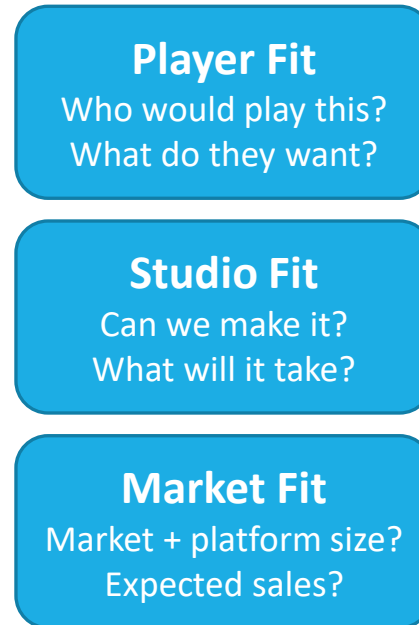 Player Fit
Who would play this?
What do they want?
Studio Fit
Can we make it?
What will it take?
Market Fit
Market + platform size?
Expected sales?